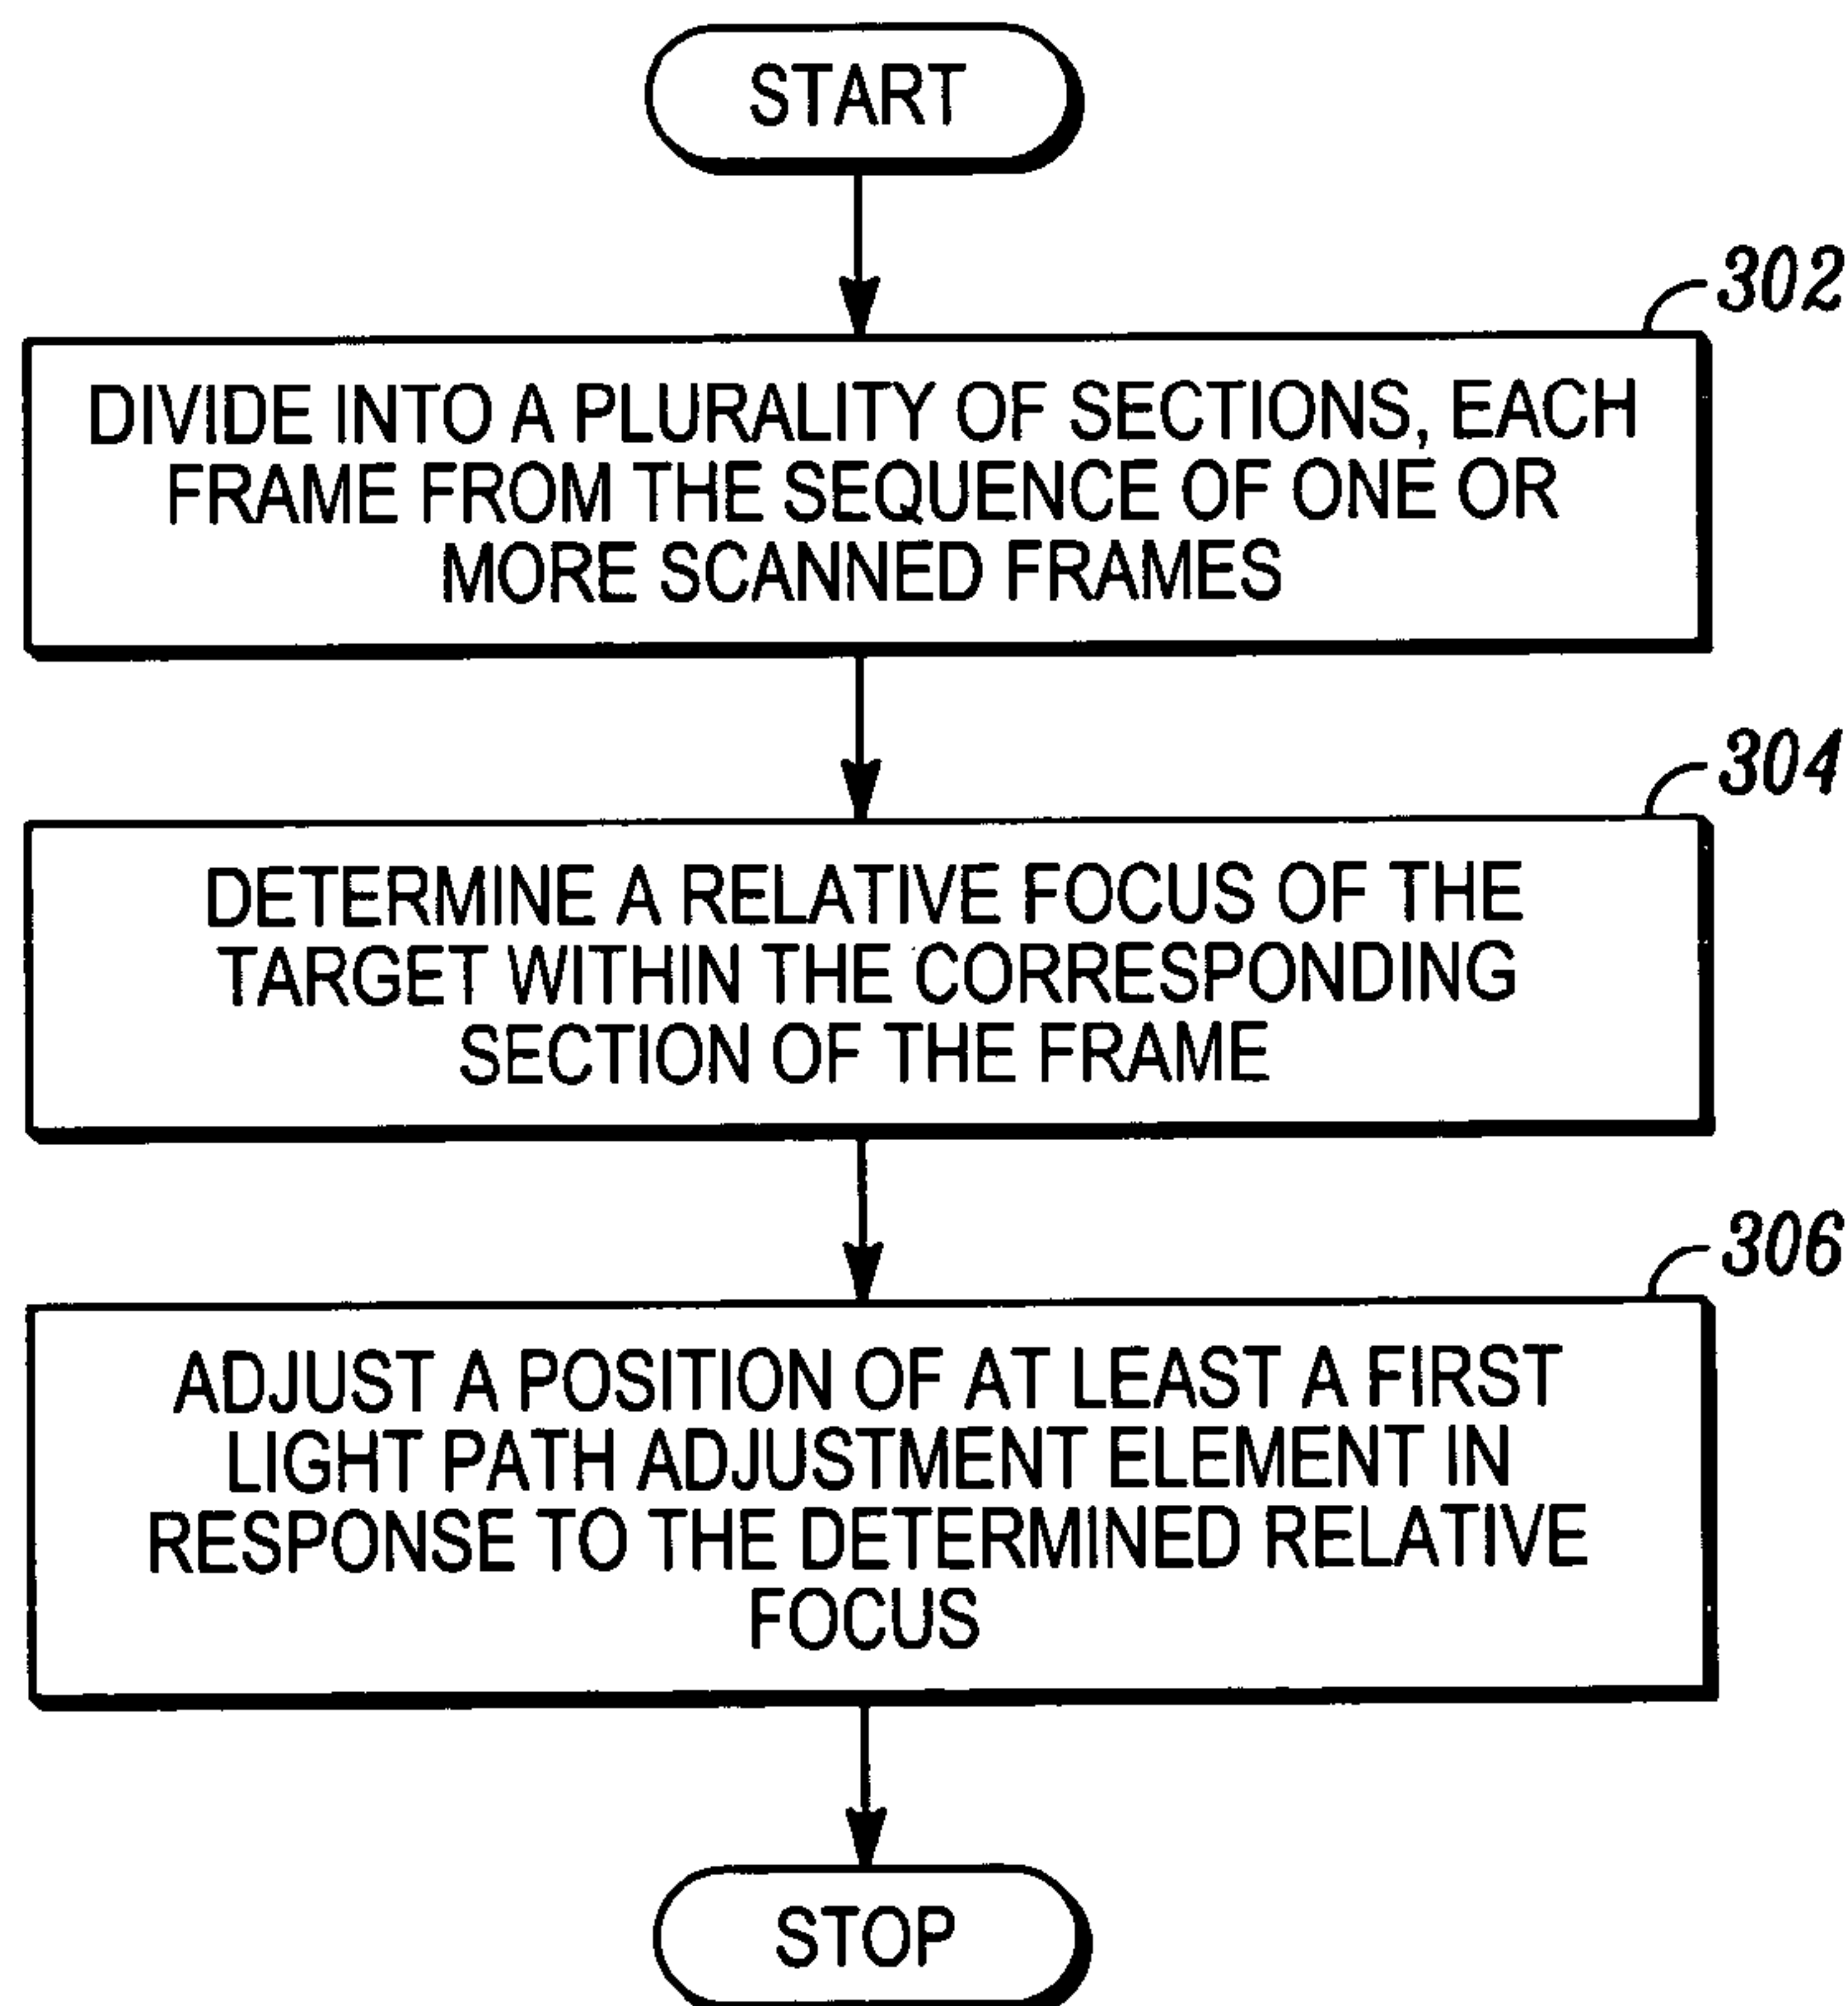 START
302
DIVIDE INTO A PLURALITY OF SECTIONS, EACH
FRAME FROM THE SEQUENCE OF ONE OR
MORE SCANNED FRAMES
304
DETERMINE A RELATIVE FOCUS OF THE
TARGET WITHIN THE CORRESPONDING
SECTION OF THE FRAME
306
ADJUST A POSITION OF AT LEAST A FIRST
LIGHT PATH ADJUSTMENT ELEMENT IN
RESPONSE TO THE DETERMINED RELATIVE
FOCUS
STOP